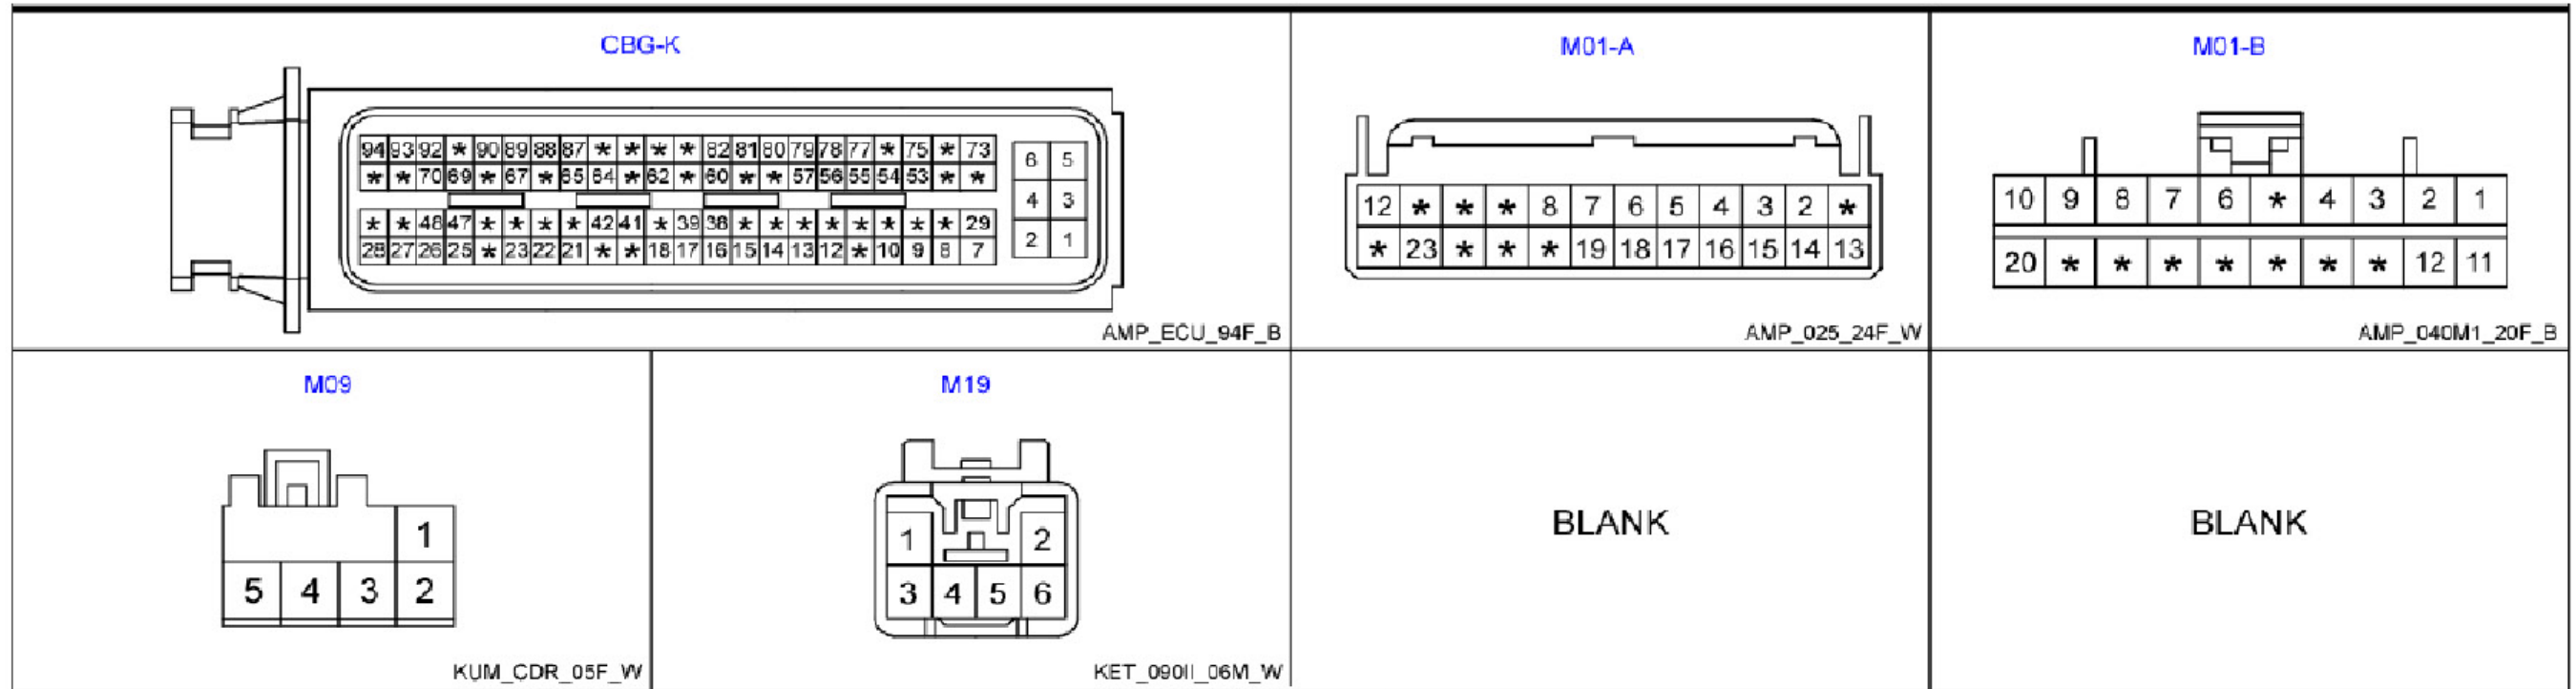 CBG-K
94 93 92 * 90 89 88 87 * * * * 82 81 80 79 78 77 * 75 * 73
* * 70 69 * 67 * 65 64 * 62 * 60 * * 57 56 55 54 53 * *
* * 48 47 * * * * 42 41 * 39 38 * * * * * * * * 29
28 27 26 25 * 23 22 21 * * 18 17 16 15 14 13 12 * 10 9 8 7
6 5
4 3
2 1
AMP_ECU_94F_B
M01-A
12 * * * 8 7 6 5 4 3 2 *
* 23 * * * 19 18 17 16 15 14 13
AMP_025_24F_W
M01-B
10 9 8 7 6 * 4 3 2 1
20 * * * * * * * 12 11
AMP_040M1_20F_B
M09
1
5 4 3 2
KUM_CDR_05F_W
M19
1 2
3 4 5 6
KET_090II_06M_W
BLANK
BLANK